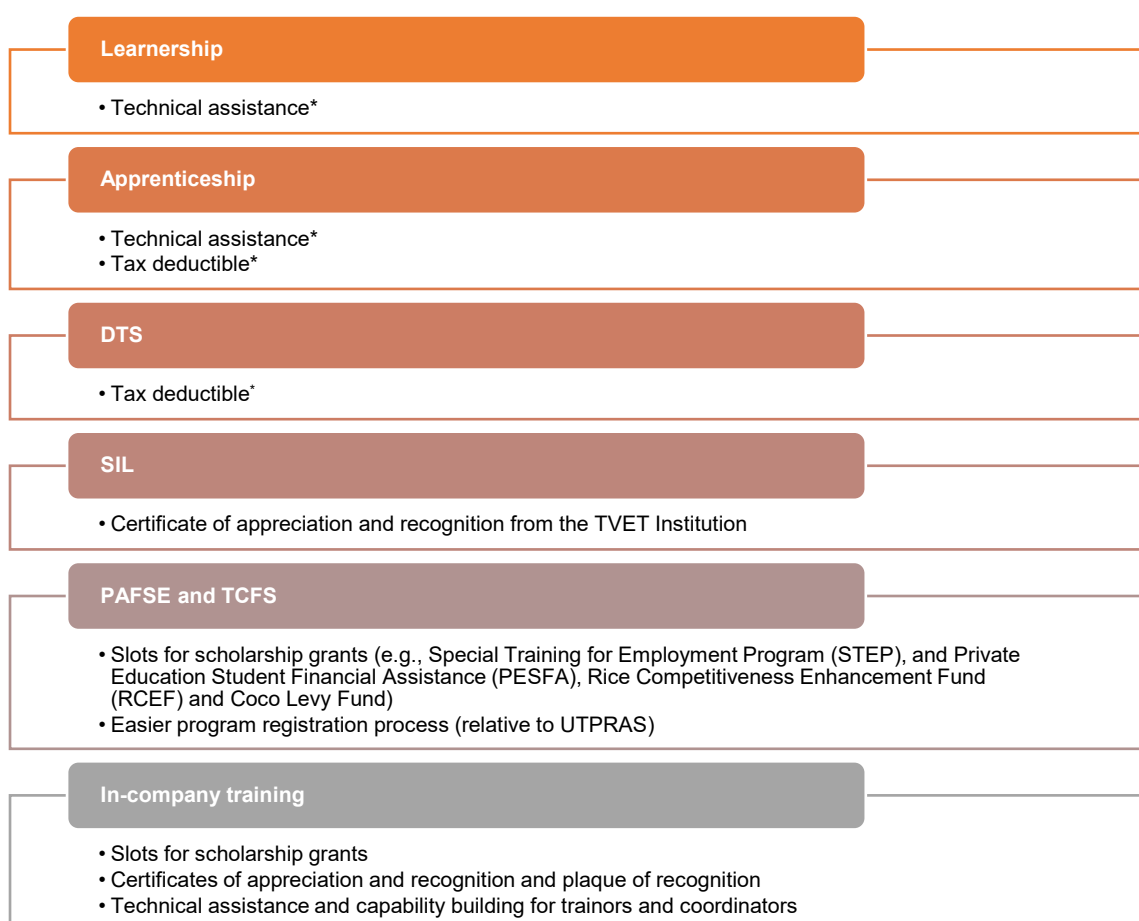 Learnership
• Technical assistance*
Apprenticeship
• Technical assistance*
• Tax deductible*
DTS
• Tax deductible*
SIL
• Certificate of appreciation and recognition from the TVET Institution
PAFSE and TCFS
• Slots for scholarship grants (e.g., Special Training for Employment Program (STEP), and Private
Education Student Financial Assistance (PESFA), Rice Competitiveness Enhancement Fund
(RCEF) and Coco Levy Fund)
• Easier program registration process (relative to UTPRAS)
In-company training
• Slots for scholarship grants
• Certificates of appreciation and recognition and plaque of recognition
• Technical assistance and capability building for trainors and coordinators